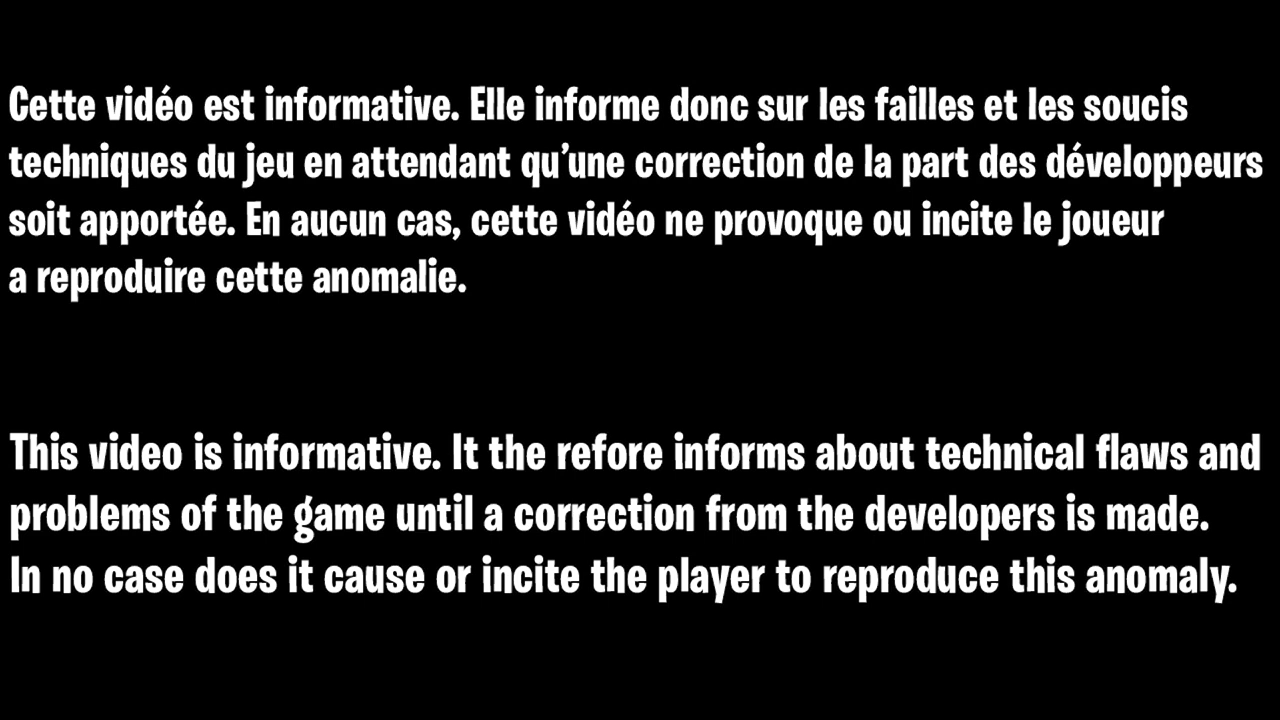 Cette vidéo est informative. Elle informe donc sur les failles et les soucis
techniques du jeu en attendant qu’une correction de la part des développeurs
soit apportée. En aucun cas, cette vidéo ne provoque ou incite le joueur
a reproduire cette anomalie.
This video is informative. It the refore informs about technical flaws and
problems of the game until a correction from the developers is made.
In no case does it cause or incite the player to reproduce this anomaly.